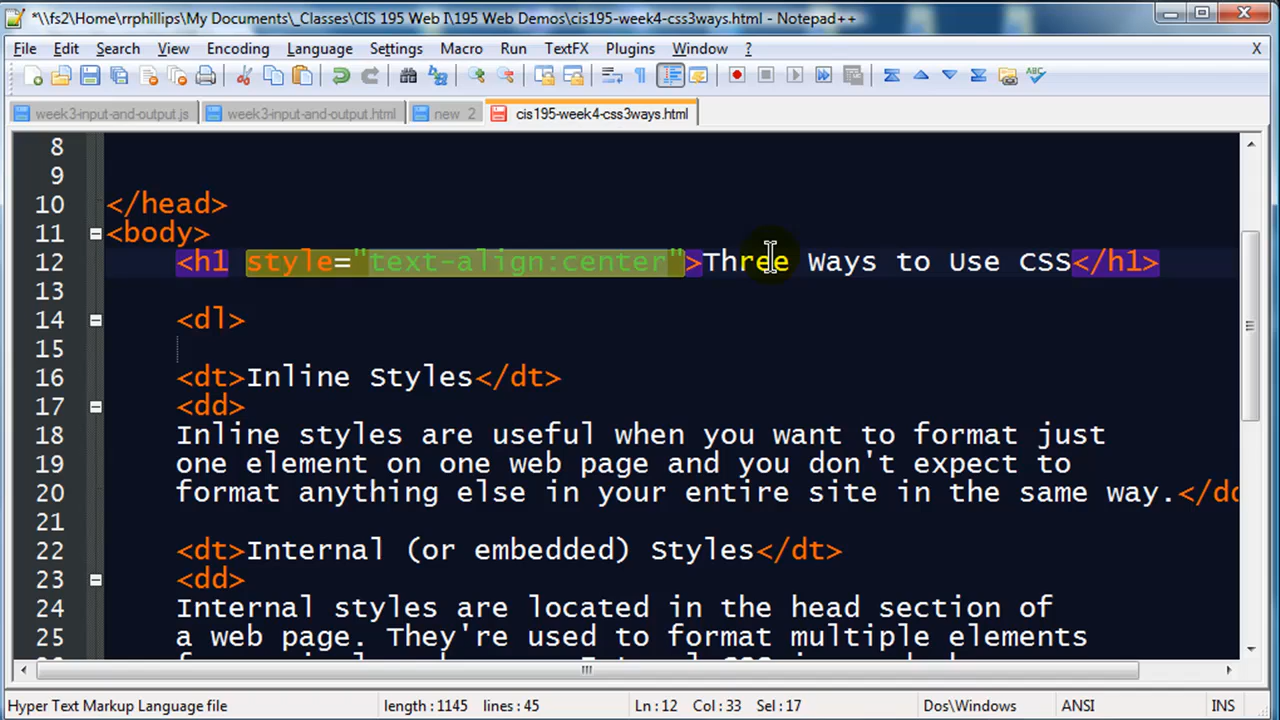 *\\fs2\Home\rrphillips\My Documents\_Classes\CIS 195 Web I\195 Web Demos\cis195-week4-css3ways.html - Notepad++
File Edit Search View Encoding Language Settings Macro Run TextFX Plugins Window ? X
week3-input-and-output.js week3-input-and-output.html new 2 cis195-week4-css3ways.html
8
9
10 </head>
11 <body>
12 <h1 style="text-align:center">Three Ways to Use CSS</h1>
13
14 <dl>
15
16 <dt>Inline Styles</dt>
17 <dd>
18 Inline styles are useful when you want to format just
19 one element on one web page and you don't expect to
20 format anything else in your entire site in the same way.</dd
21
22 <dt>Internal (or embedded) Styles</dt>
23 <dd>
24 Internal styles are located in the head section of
25 a web page. They're used to format multiple elements
Hyper Text Markup Language file length : 1145 lines : 45 Ln : 12 Col : 33 Sel : 17 Dos\Windows ANSI INS